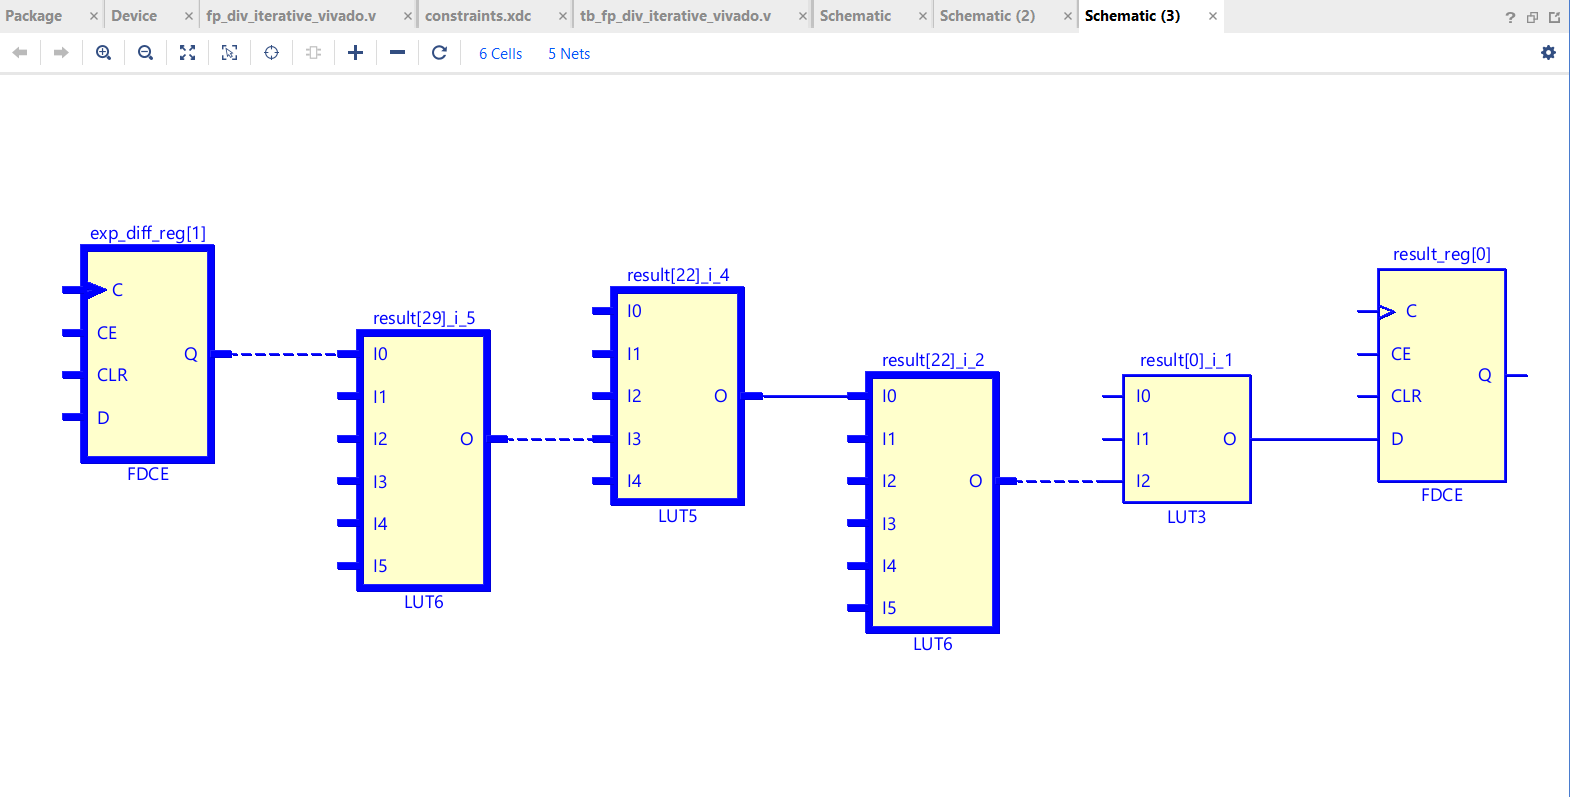 Package Device fp_div_iterative_vivado.v constraints.xdc tb_fp_div_iterative_vivado.v Schematic Schematic (2) Schematic (3)
6 Cells 5 Nets
exp_diff_reg[1]
C
CE
Q
CLR
D
FDCE
result[29]_i_5
I0
I1
I2
O
I3
I4
I5
LUT6
result[22]_i_4
I0
I1
I2
O
I3
I4
LUT5
result[22]_i_2
I0
I1
I2
O
I3
I4
I5
LUT6
result[0]_i_1
I0
I1
O
I2
LUT3
result_reg[0]
C
CE
Q
CLR
D
FDCE